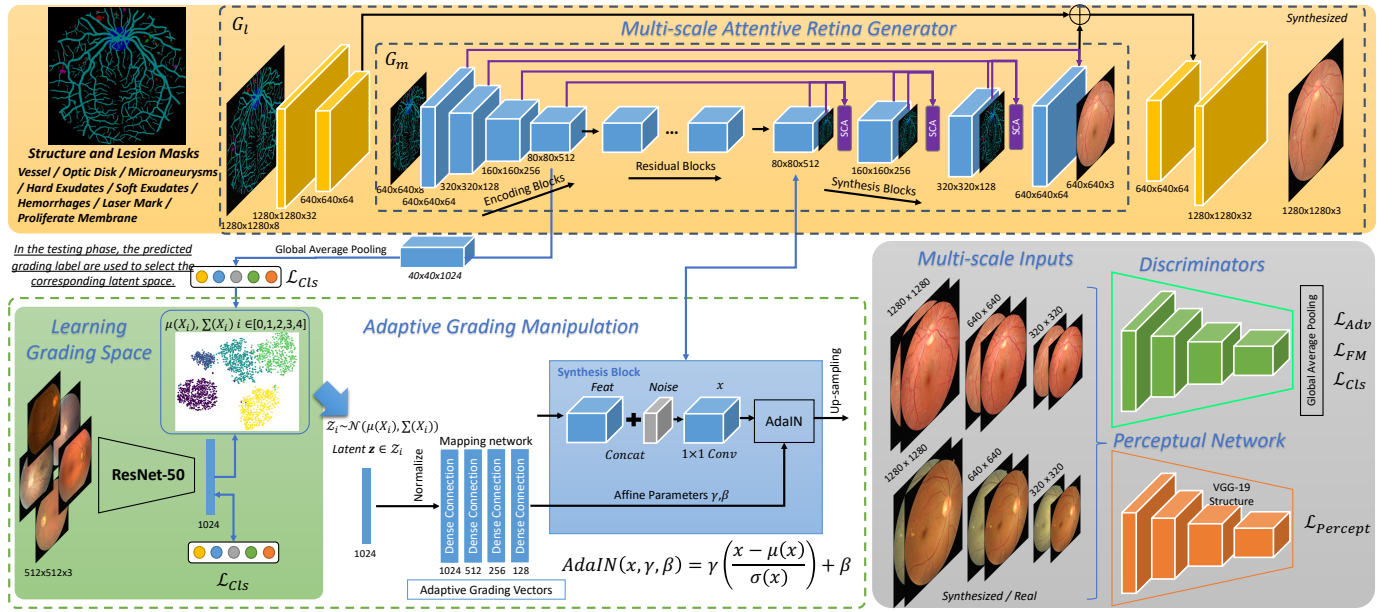 G_l
Multi-scale Attentive Retina Generator
Synthesized
G_m
SCA
SCA
SCA
...
Structure and Lesion Masks
Vessel / Optic Disk / Microaneurysms
/ Hard Exudates / Soft Exudates /
Hemorrhages / Laser Mark /
Proliferate Membrane
1280x1280x8
1280x1280x32
640x640x64
640x640x8
640x640x64
320x320x128
160x160x256
80x80x512
Encoding Blocks
Residual Blocks
80x80x512
160x160x256
Synthesis Blocks
320x320x128
640x640x64
640x640x3
640x640x64
1280x1280x32
1280x1280x3
In the testing phase, the predicted
grading label are used to select the
corresponding latent space.
Global Average Pooling
40x40x1024
ℒ_Cls
Learning
Grading Space
μ(X_i), ∑(X_i) i ∈[0,1,2,3,4]
ResNet-50
1024
512x512x3
ℒ_Cls
Adaptive Grading Manipulation
𝒵_i~𝒩(μ(X_i), ∑(X_i))
Latent z ∈ 𝒵_i
1024
Normalize
Mapping network
Dense Connection
Dense Connection
Dense Connection
Dense Connection
1024 512 256 128
Adaptive Grading Vectors
Synthesis Block
Feat
Noise
x
Concat
1×1 Conv
AdaIN
Up-sampling
Affine Parameters γ,β
AdaIN(x, γ, β) = γ ((x − μ(x)) / σ(x)) + β
Multi-scale Inputs
1280 x 1280
640 x 640
320 x 320
1280 x 1280
640 x 640
320 x 320
Synthesized / Real
Discriminators
Global Average Pooling
ℒ_Adv
ℒ_FM
ℒ_Cls
Perceptual Network
VGG-19
Structure
ℒ_Percept